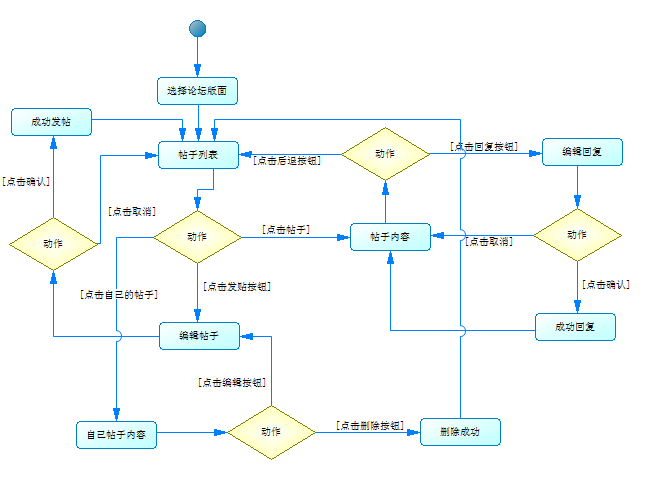 选择论坛版面
成功发帖
帖子列表
[点击后退按钮]
动作
[点击回复按钮]
编辑回复
[点击确认]
[点击取消]
动作
动作
[点击帖子]
帖子内容
[点击取消]
动作
[点击自己的帖子]
[点击发贴按钮]
[点击确认]
编辑帖子
成功回复
[点击编辑按钮]
自己帖子内容
动作
[点击删除按钮]
删除成功